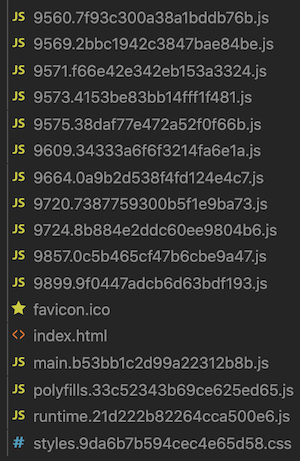 JS 9560.7f93c300a38a1bddb76b.js
JS 9569.2bbc1942c3847bae84be.js
JS 9571.f66e42e342eb153a3324.js
JS 9573.4153be83bb14fff1f481.js
JS 9575.38daf77e472a52f0f66b.js
JS 9609.34333a6f6f3214fa6e1a.js
JS 9664.0a9b2d538f4fd124e4c7.js
JS 9720.7387759300b5f1e9ba73.js
JS 9724.8b884e2ddc60ee9804b6.js
JS 9857.0c5b465cf47b6cbe9a47.js
JS 9899.9f0447adcb6d63bdf193.js
favicon.ico
<> index.html
JS main.b53bb1c2d99a22312b8b.js
JS polyfills.33c52343b69ce625ed65.js
JS runtime.21d222b82264cca500e6.js
# styles.9da6b7b594cec4e65d58.css